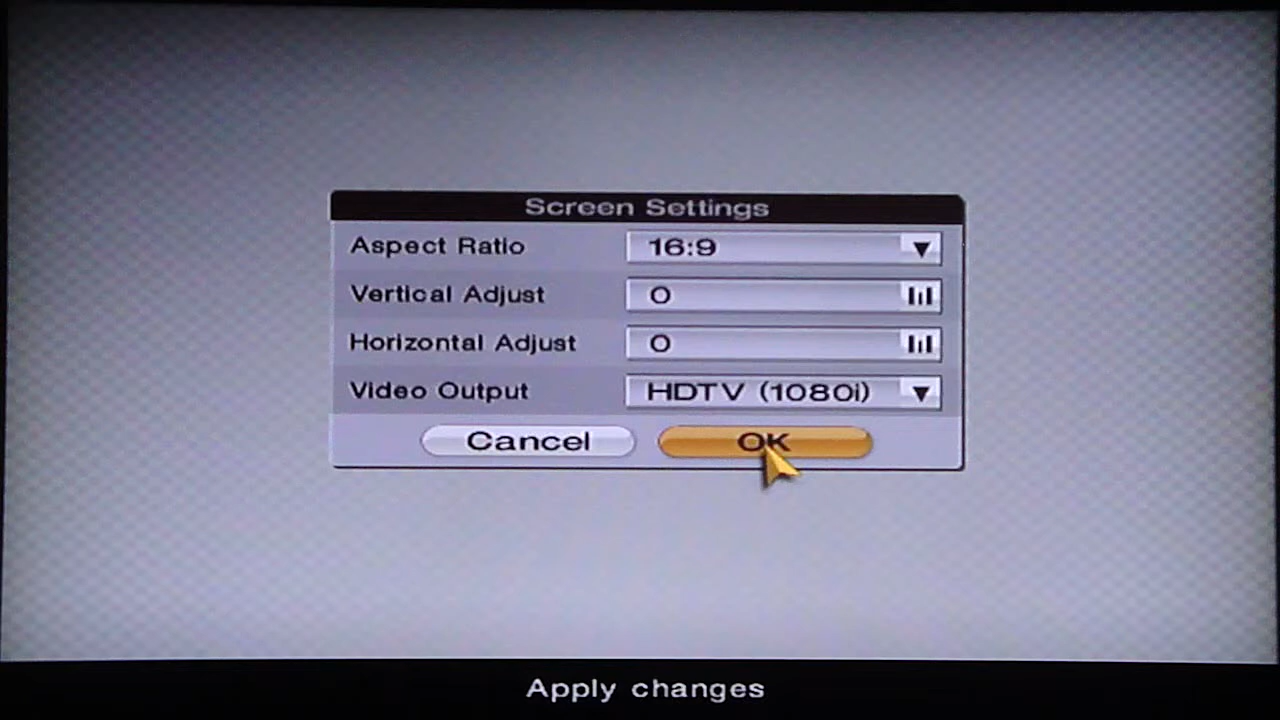 Screen Settings
Aspect Ratio 16:9
Vertical Adjust 0
Horizontal Adjust 0
Video Output HDTV (1080i)
Cancel OK
Apply changes